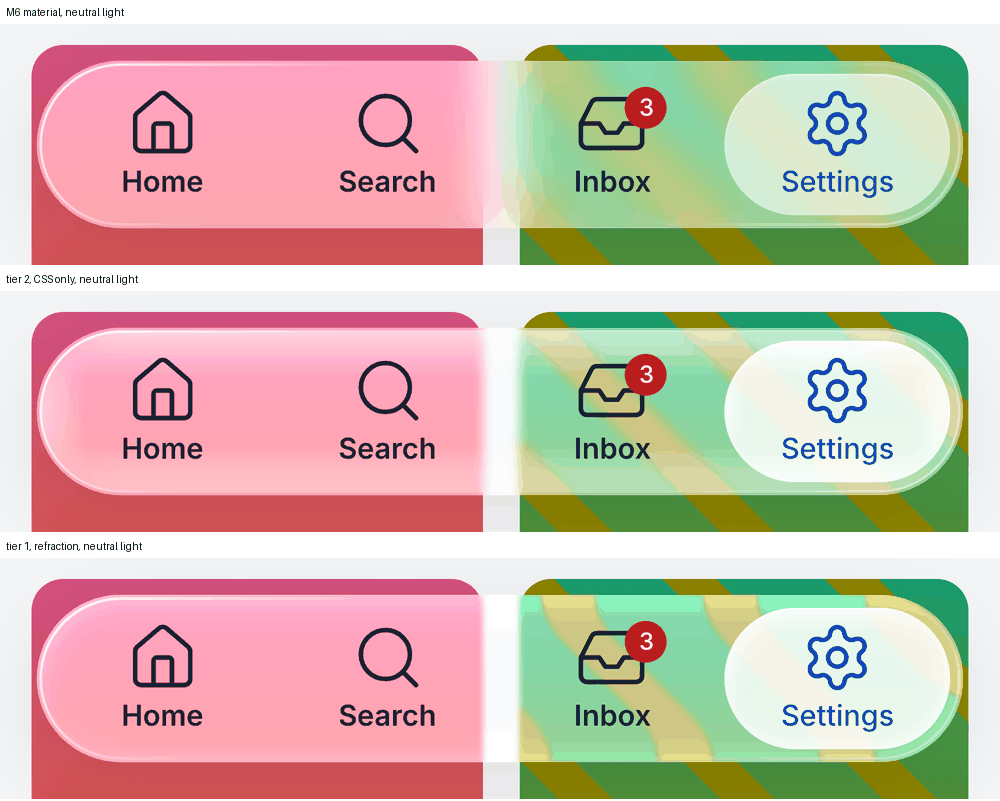 M6 material, neutral light
Home Search Inbox 3 Settings
tier 2, CSS only, neutral light
Home Search Inbox 3 Settings
tier 1, refraction, neutral light
Home Search Inbox 3 Settings